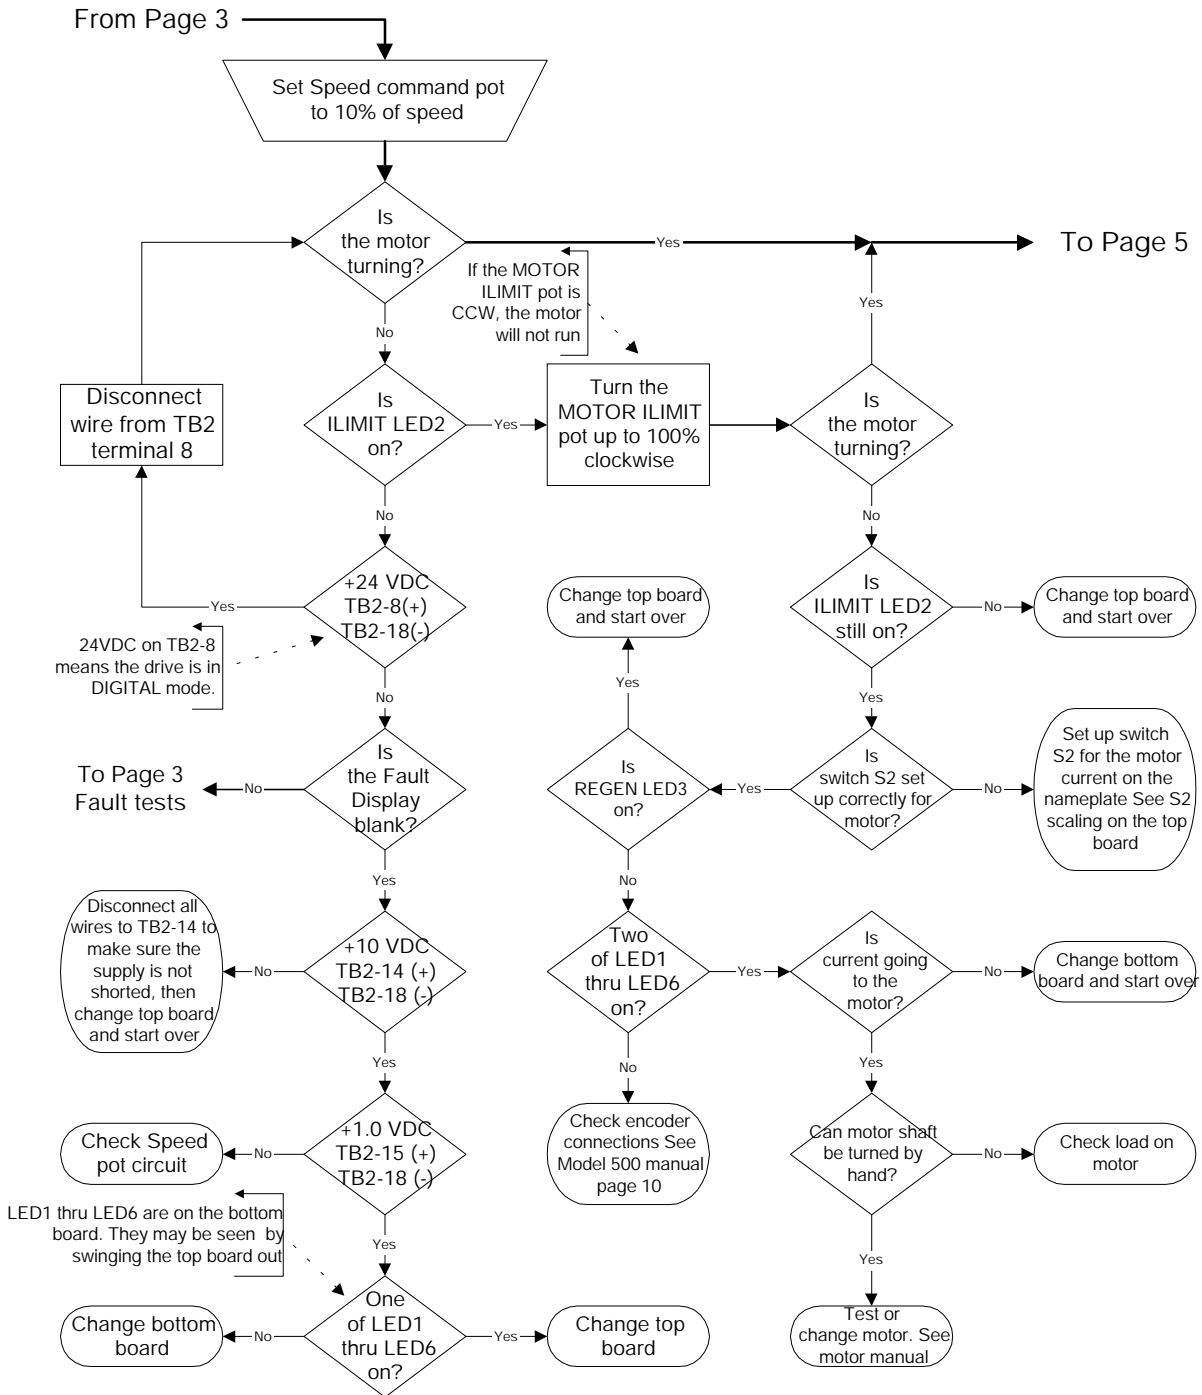 From Page 3
Set Speed command pot
to 10% of speed
Is
the motor
turning?
Yes
To Page 5
If the MOTOR
ILIMIT pot is
CCW, the motor
will not run
Yes
No
Disconnect
wire from TB2
terminal 8
Is
ILIMIT LED2
on?
Yes
Turn the
MOTOR ILIMIT
pot up to 100%
clockwise
Is
the motor
turning?
No
No
+24 VDC
TB2-8(+)
TB2-18(-)
Yes
24VDC on TB2-8
means the drive is in
DIGITAL mode.
Change top board
and start over
Is
ILIMIT LED2
still on?
No
Change top board
and start over
Yes
No
Yes
To Page 3
Fault tests
No
Is
the Fault
Display
blank?
Is
REGEN LED3
on?
Yes
Is
switch S2 set
up correctly for
motor?
No
Set up switch
S2 for the motor
current on the
nameplate See S2
scaling on the top
board
Yes
No
Disconnect all
wires to TB2-14 to
make sure the
supply is not
shorted, then
change top board
and start over
No
+10 VDC
TB2-14 (+)
TB2-18 (-)
Two
of LED1
thru LED6
on?
Yes
Is
current going
to the
motor?
No
Change bottom
board and start over
Yes
No
Yes
Check Speed
pot circuit
No
+1.0 VDC
TB2-15 (+)
TB2-18 (-)
Check encoder
connections See
Model 500 manual
page 10
Can motor shaft
be turned by
hand?
No
Check load on
motor
LED1 thru LED6 are on the bottom
board. They may be seen by
swinging the top board out
Yes
Yes
Change bottom
board
No
One
of LED1
thru LED6
on?
Yes
Change top
board
Test or
change motor. See
motor manual